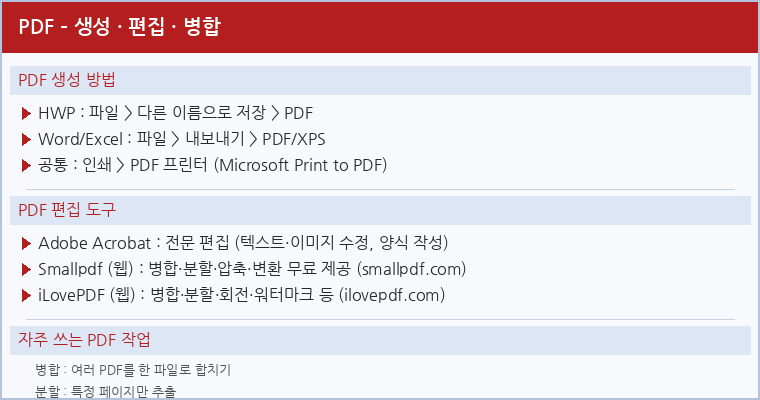 PDF – 생성 · 편집 · 병합
PDF 생성 방법
▶ HWP : 파일 > 다른 이름으로 저장 > PDF
▶ Word/Excel : 파일 > 내보내기 > PDF/XPS
▶ 공통 : 인쇄 > PDF 프린터 (Microsoft Print to PDF)
PDF 편집 도구
▶ Adobe Acrobat : 전문 편집 (텍스트·이미지 수정, 양식 작성)
▶ Smallpdf (웹) : 병합·분할·압축·변환 무료 제공 (smallpdf.com)
▶ iLovePDF (웹) : 병합·분할·회전·워터마크 등 (ilovepdf.com)
자주 쓰는 PDF 작업
병합 : 여러 PDF를 한 파일로 합치기
분할 : 특정 페이지만 추출